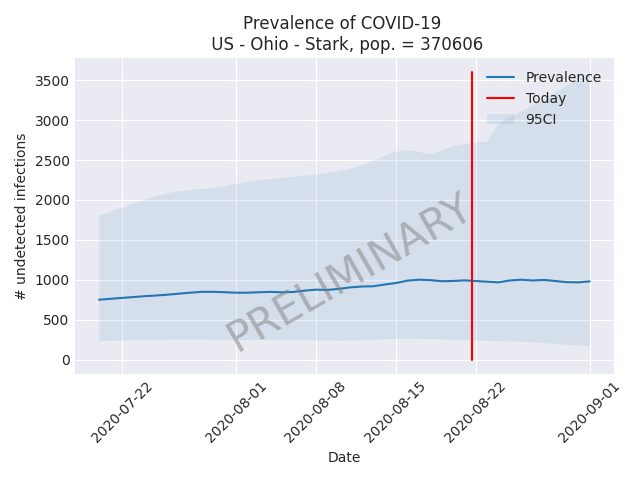 Prevalence of COVID-19
US - Ohio - Stark, pop. = 370606
Prevalence
Today
95CI
# undetected infections
3500
3000
2500
2000
1500
1000
500
0
PRELIMINARY
2020-07-22
2020-08-01
2020-08-08
2020-08-15
2020-08-22
2020-09-01
Date